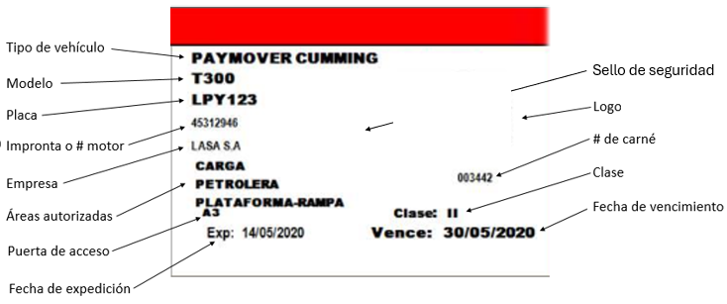 Tipo de vehículo
Modelo
Placa
Impronta o # motor
Empresa
Áreas autorizadas
Puerta de acceso
Fecha de expedición
PAYMOVER CUMMING
T300
LPY123
45312946
LASA S.A
CARGA
PETROLERA
PLATAFORMA-RAMPA
A3
Exp: 14/05/2020
003442
Clase: II
Vence: 30/05/2020
Sello de seguridad
Logo
# de carné
Clase
Fecha de vencimiento